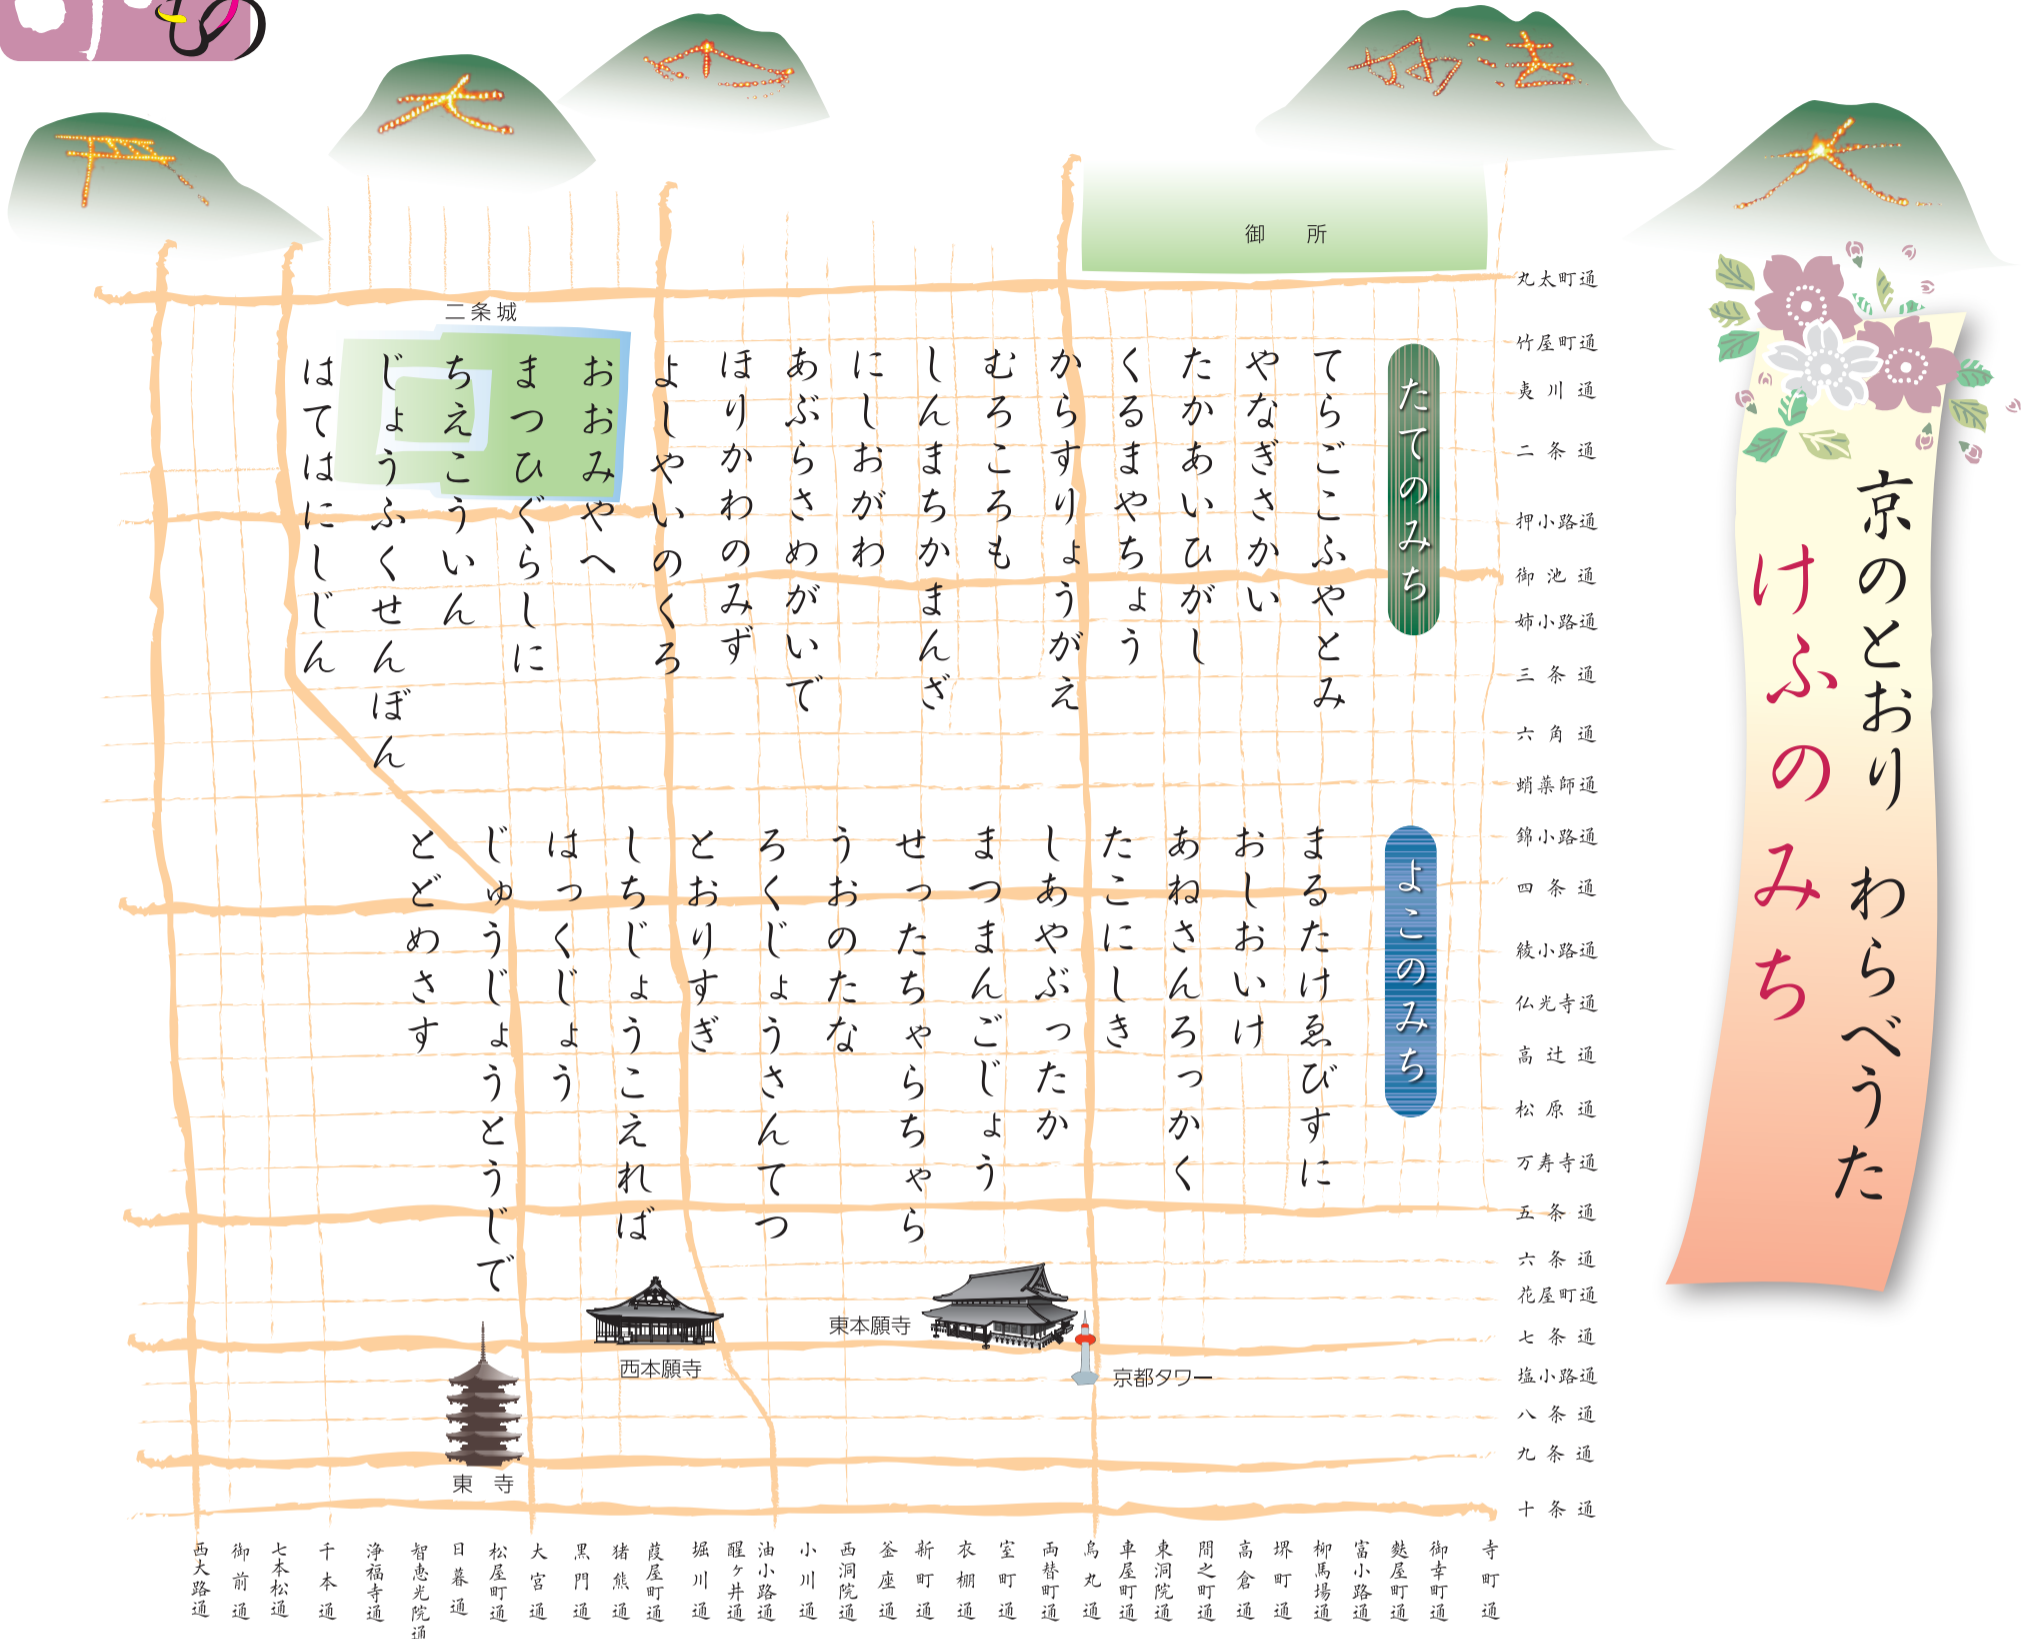 京のとおり わらべうた
けふのみち
御所
二条城
たてのみち
てらごこふやとみ
やなぎさかい
たかあいひがし
くるまやちょう
からすりょうがえ
むろころも
しんまちかまんざ
にしおがわ
あぶらさめがいで
ほりかわのみず
よしやいのくろ
おおみやへ
まつひぐらしに
ちえこういん
じょうふくせんぼん
はてはにしじん
よこのみち
まるたけゑびすに
おしおいけ
あねさんろっかく
たこにしき
しあやぶったか
まつまんごじょう
せったちゃらちゃら
うおのたな
ろくじょうさんてつ
とおりすぎ
しちじょうこえれば
はっくじょう
じゅうじょうとうじで
とどめさす
丸太町通
竹屋町通
夷川通
二条通
押小路通
御池通
姉小路通
三条通
六角通
蛸薬師通
錦小路通
四条通
綾小路通
仏光寺通
高辻通
松原通
万寿寺通
五条通
六条通
花屋町通
七条通
塩小路通
八条通
九条通
十条通
東本願寺
西本願寺
京都タワー
東寺
寺町通
御幸町通
麩屋町通
富小路通
柳馬場通
堺町通
高倉通
間之町通
東洞院通
車屋町通
烏丸通
両替町通
室町通
衣棚通
新町通
釜座通
西洞院通
小川通
油小路通
醒ヶ井通
堀川通
葭屋町通
猪熊通
黒門通
大宮通
松屋町通
日暮通
智恵光院通
浄福寺通
千本通
七本松通
御前通
西大路通
大
妙法
大